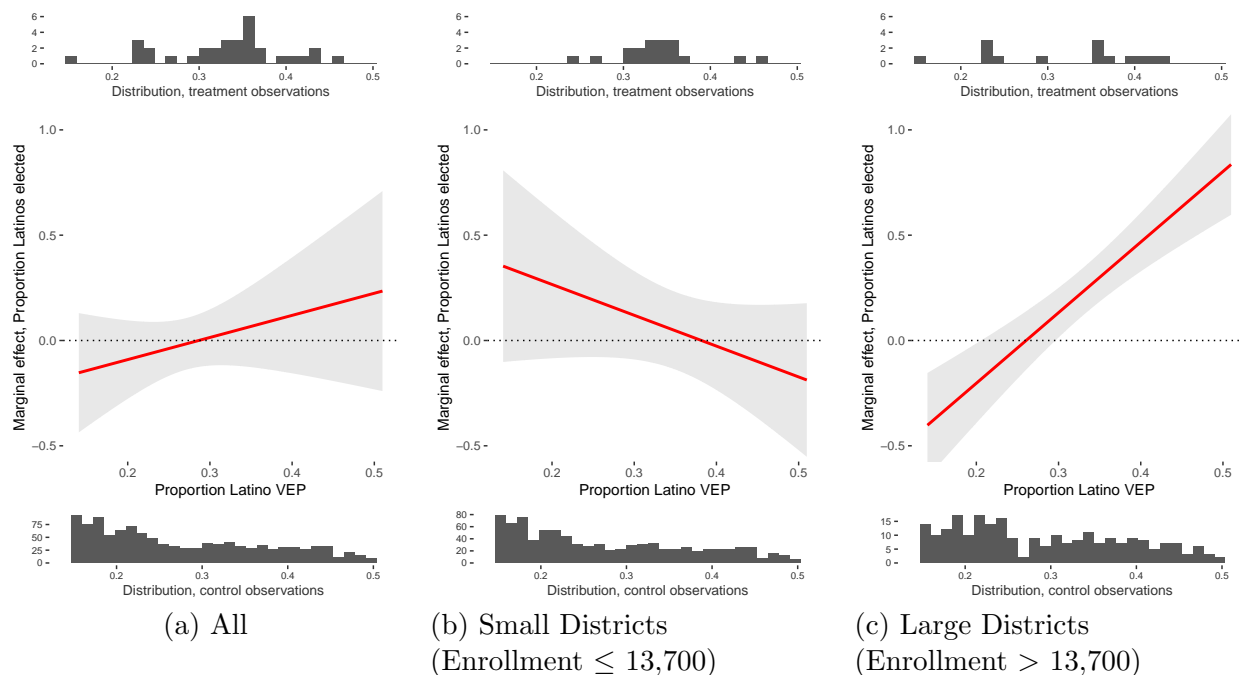 6
4
2
0
0.2 0.3 0.4 0.5
Distribution, treatment observations
6
4
2
0
0.2 0.3 0.4 0.5
Distribution, treatment observations
6
4
2
0
0.2 0.3 0.4 0.5
Distribution, treatment observations
Marginal effect, Proportion Latinos elected
1.0
0.5
0.0
−0.5
0.2 0.3 0.4 0.5
Proportion Latino VEP
Marginal effect, Proportion Latinos elected
1.0
0.5
0.0
−0.5
0.2 0.3 0.4 0.5
Proportion Latino VEP
Marginal effect, Proportion Latinos elected
1.0
0.5
0.0
−0.5
0.2 0.3 0.4 0.5
Proportion Latino VEP
75
50
25
0
0.2 0.3 0.4 0.5
Distribution, control observations
80
60
40
20
0
0.2 0.3 0.4 0.5
Distribution, control observations
15
10
5
0
0.2 0.3 0.4 0.5
Distribution, control observations
(a) All
(b) Small Districts
(Enrollment ≤ 13,700)
(c) Large Districts
(Enrollment > 13,700)